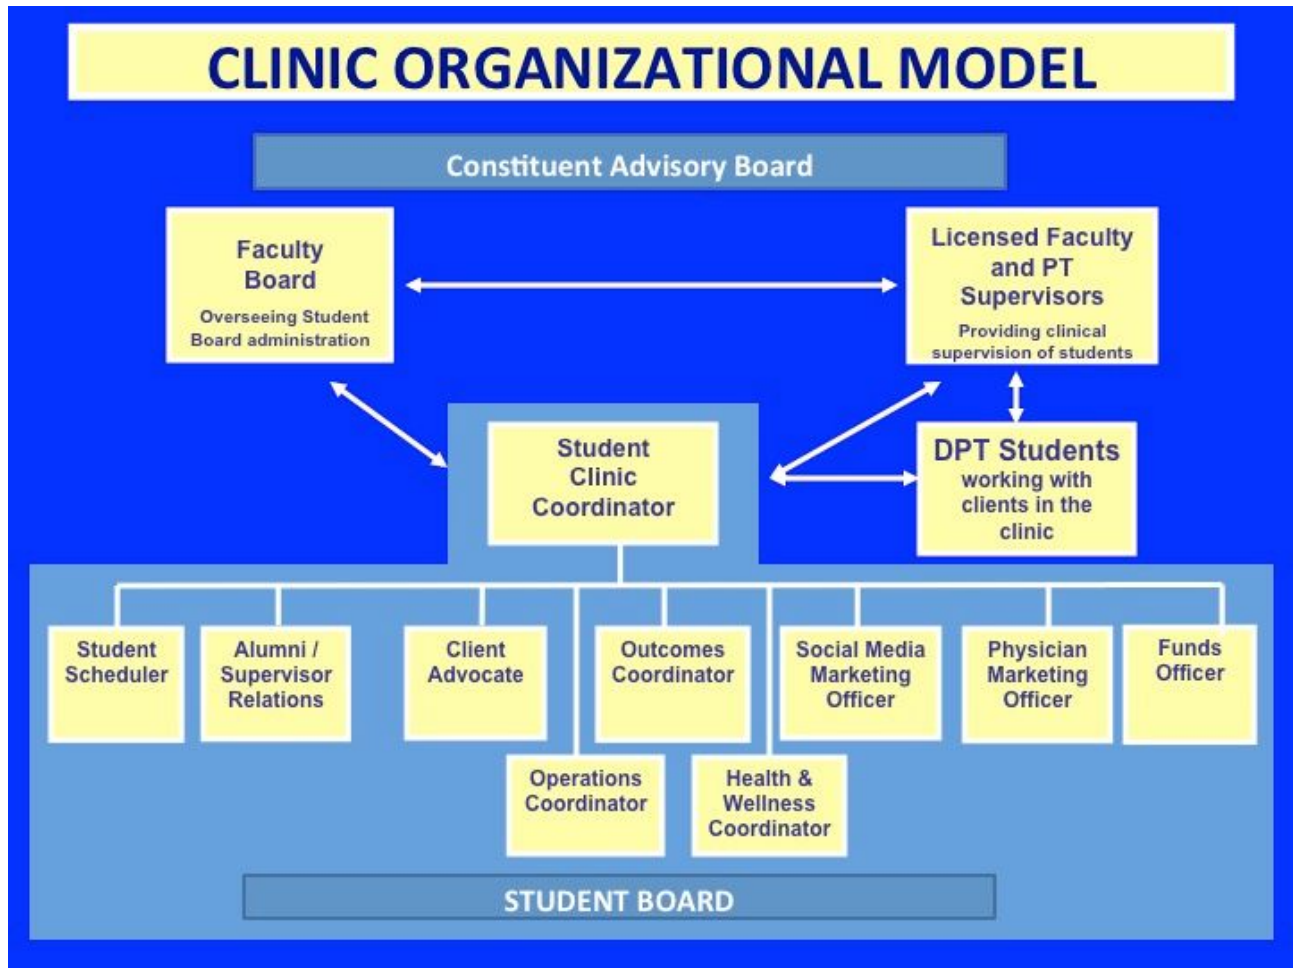 CLINIC ORGANIZATIONAL MODEL
Constituent Advisory Board
Faculty
Board
Overseeing Student
Board administration
Licensed Faculty
and PT
Supervisors
Providing clinical
supervision of students
Student
Clinic
Coordinator
DPT Students
working with
clients in the
clinic
Student
Scheduler
Alumni /
Supervisor
Relations
Client
Advocate
Outcomes
Coordinator
Social Media
Marketing
Officer
Physician
Marketing
Officer
Funds
Officer
Operations
Coordinator
Health &
Wellness
Coordinator
STUDENT BOARD